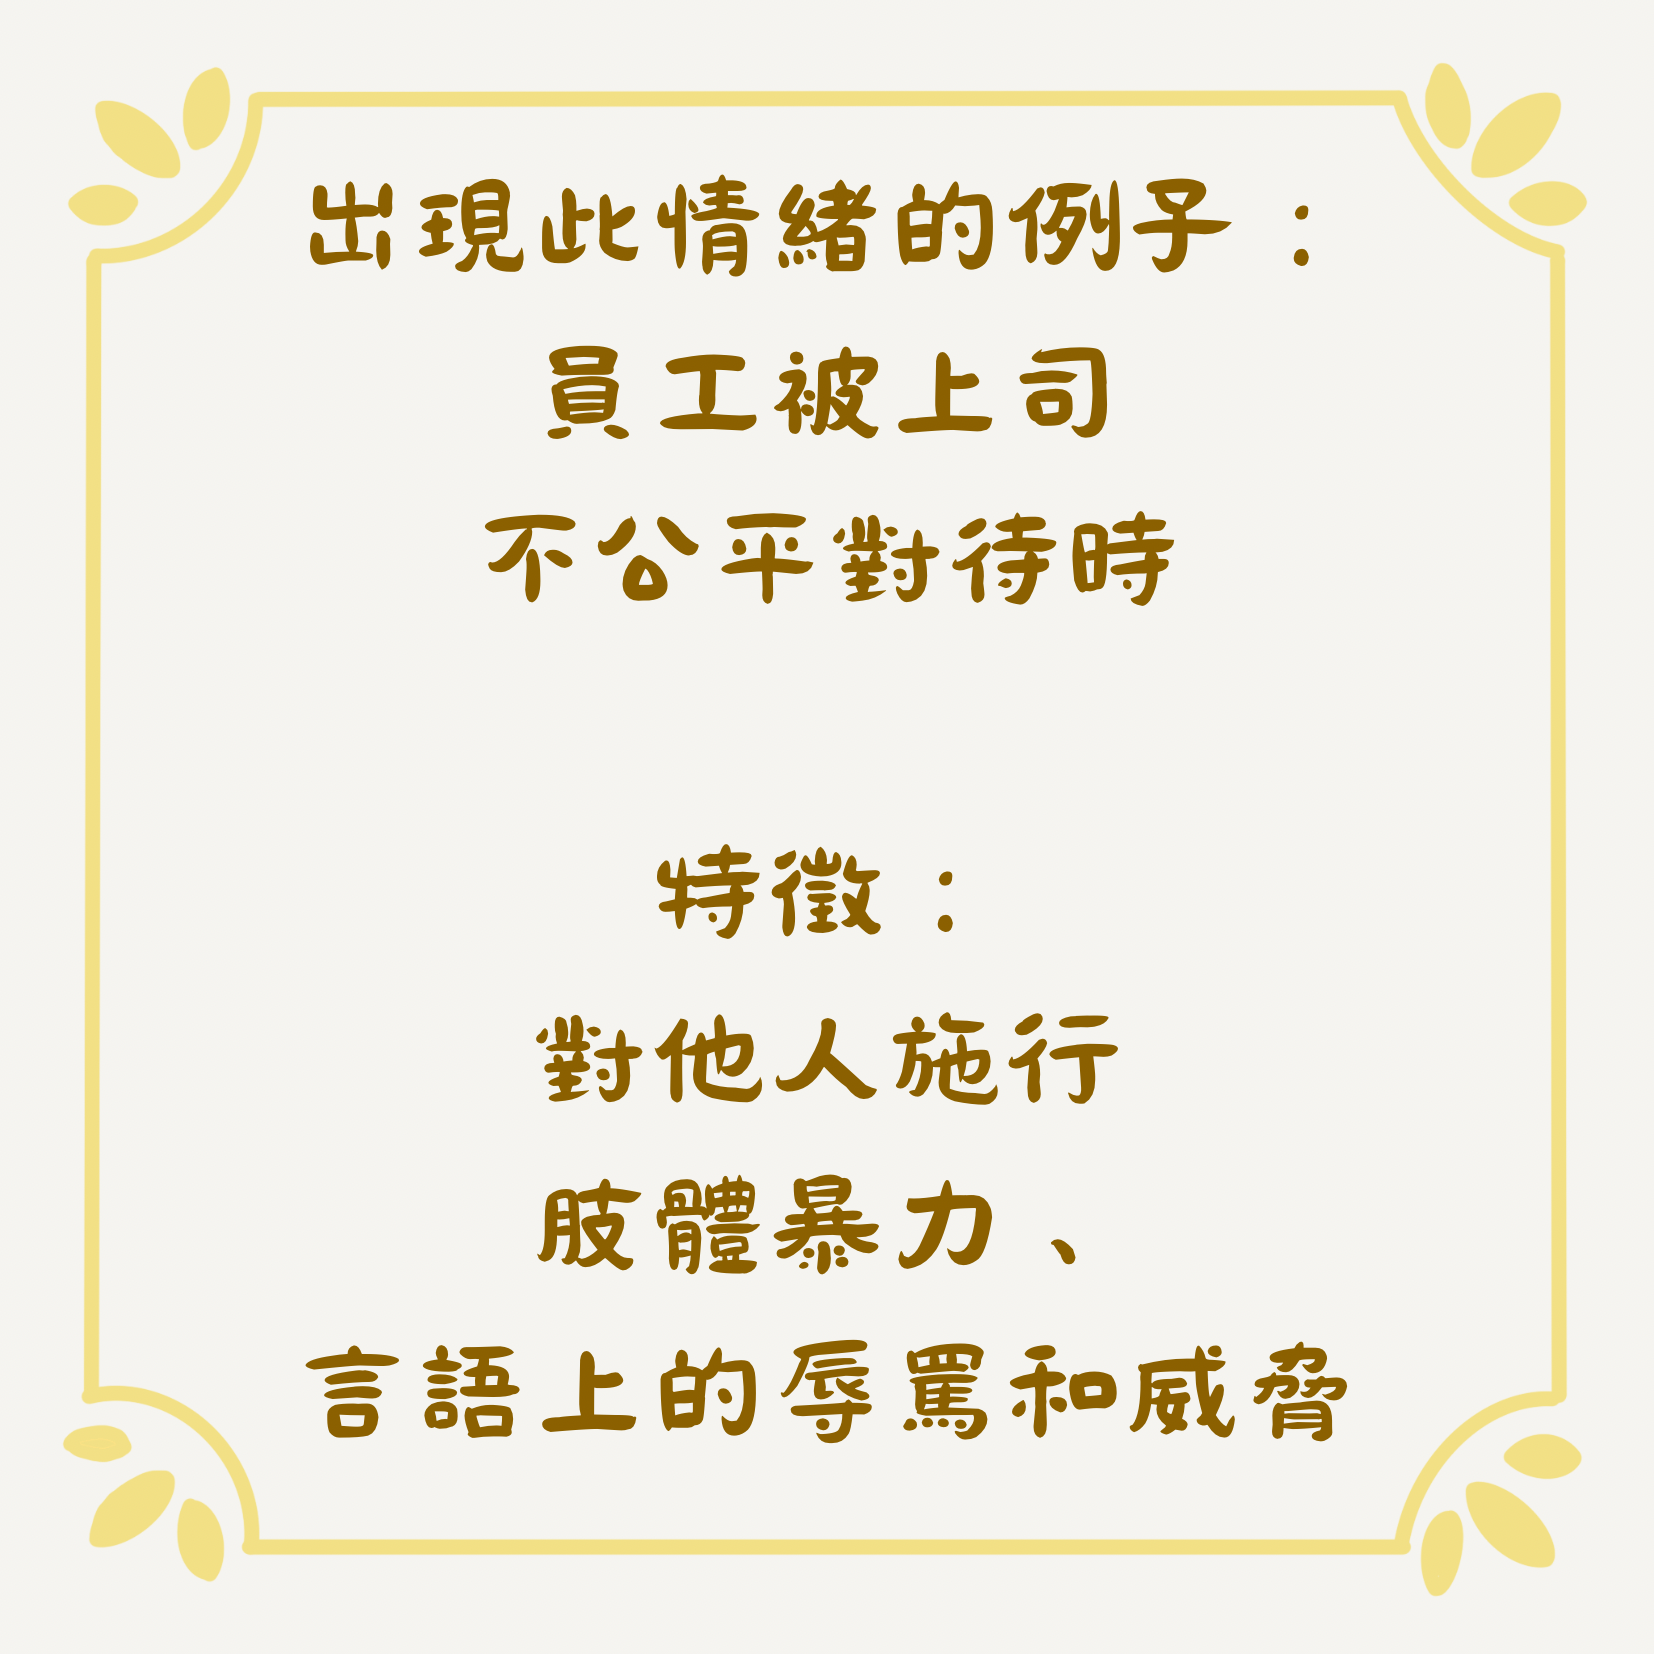 出現此情緒的例子：
員工被上司
不公平對待時
特徵：
對他人施行
肢體暴力、
言語上的辱罵和威脅